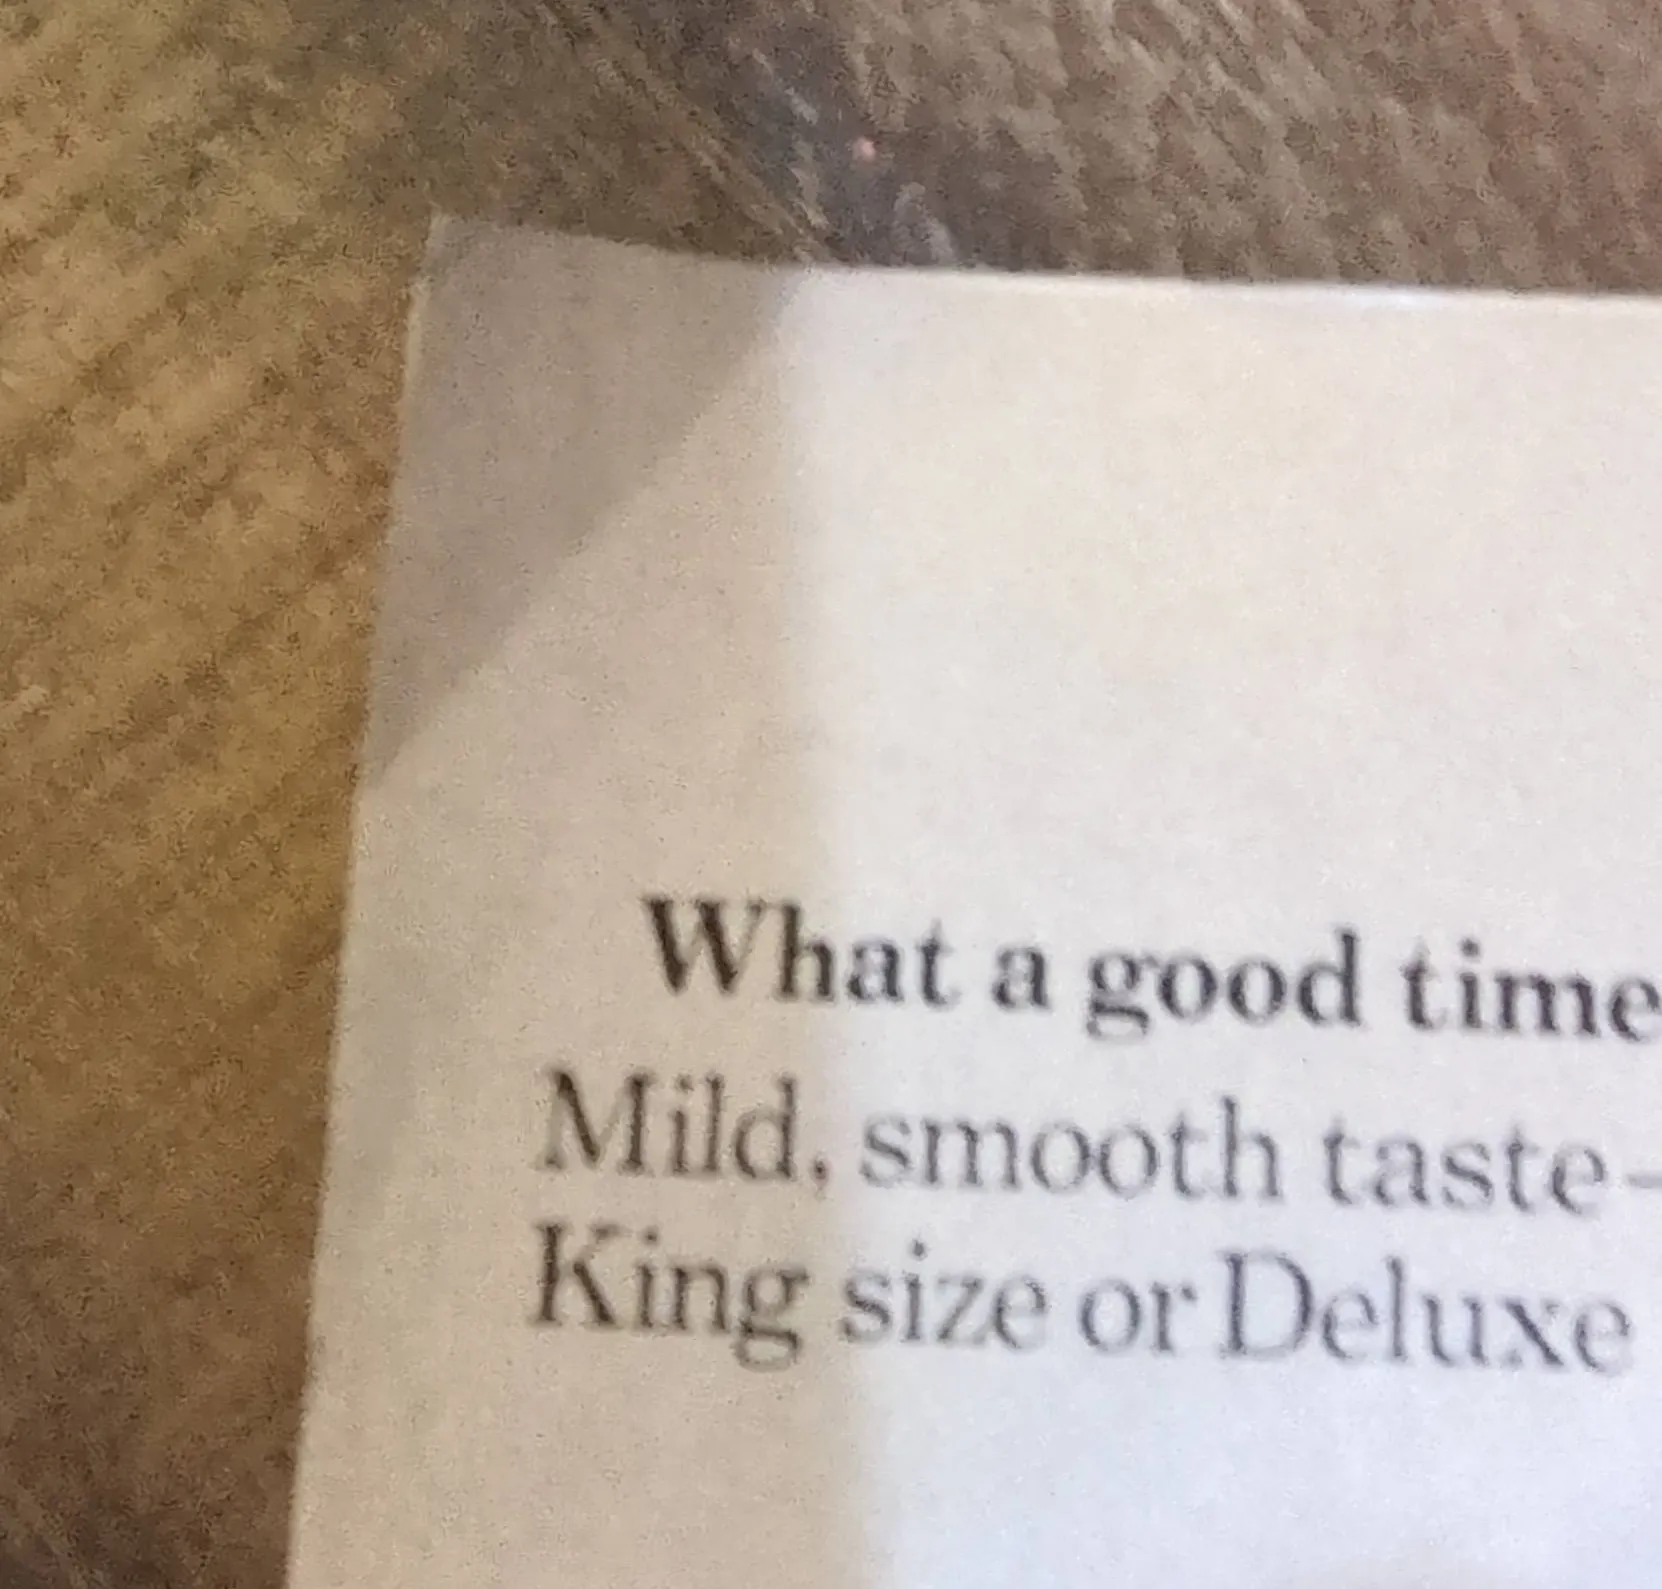 What a good time
Mild, smooth taste–
King size or Deluxe